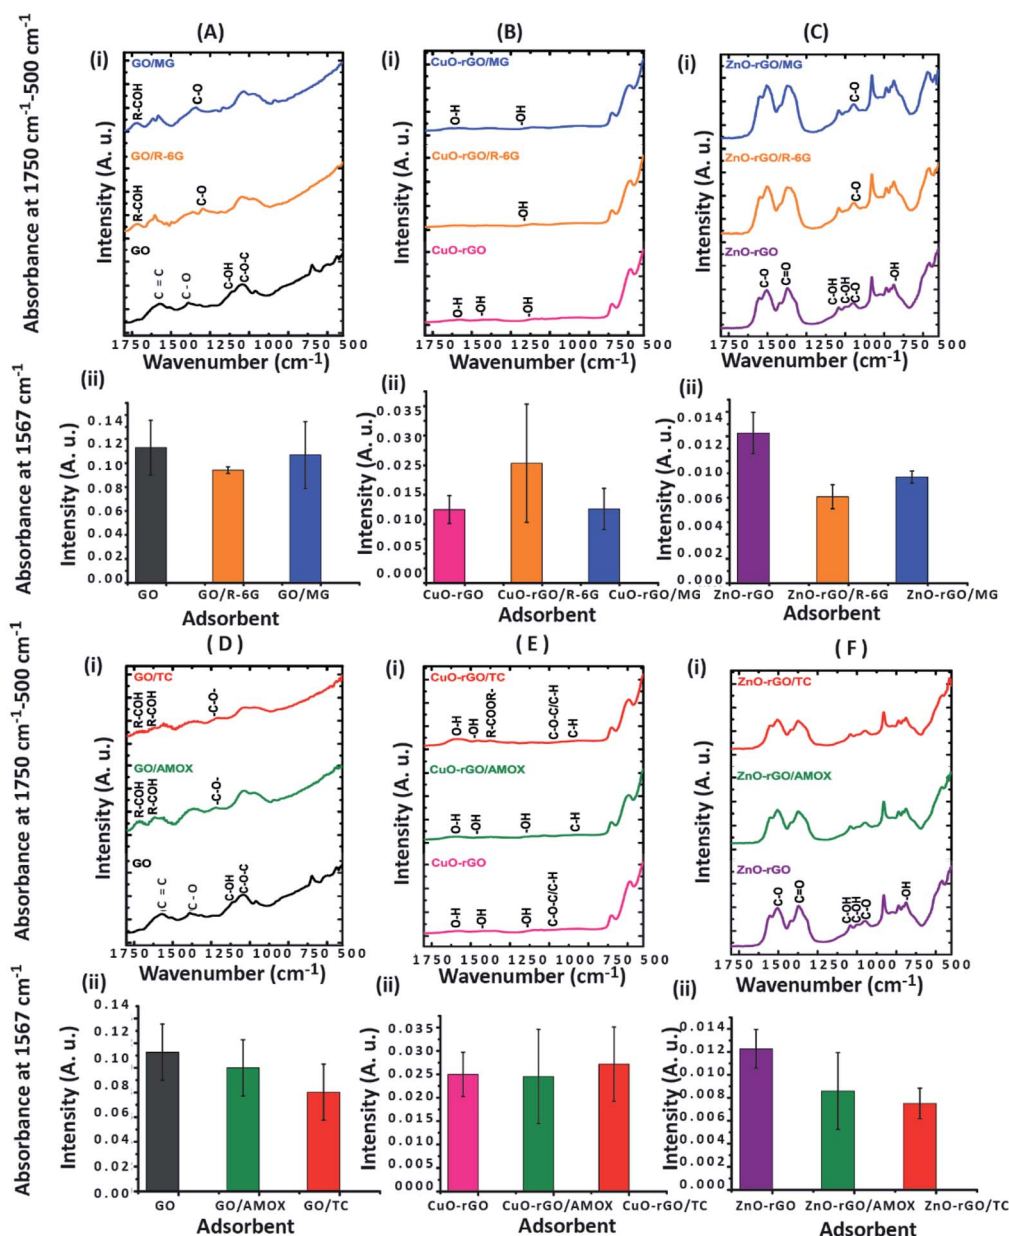 (A)
(B)
(C)
Absorbance at 1750 cm⁻¹-500 cm⁻¹
(i)
Intensity (A. u.)
GO/MG
R-COH
C-O
GO/R-6G
R-COH
C-O
GO
C = C
C - O
C-OH
C-O-C
1750 1500 1250 1000 750 500
Wavenumber (cm⁻¹)
(i)
Intensity (A. u.)
CuO-rGO/MG
O-H
-OH
CuO-rGO/R-6G
-OH
CuO-rGO
O-H
-OH
-OH
1750 1500 1250 1000 750 500
Wavenumber (cm⁻¹)
(i)
Intensity (A. u.)
ZnO-rGO/MG
C-O
ZnO-rGO/R-6G
C-O
ZnO-rGO
C-O
C=O
C-OH
C-OH
C-O
-OH
1750 1500 1250 1000 750 500
Wavenumber (cm⁻¹)
Absorbance at 1567 cm⁻¹
(ii)
Intensity (A. u.)
0.14
0.12
0.10
0.08
0.06
0.04
0.02
0.00
GO GO/R-6G GO/MG
Adsorbent
(ii)
Intensity (A. u.)
0.035
0.030
0.025
0.015
0.010
0.005
0.000
CuO-rGO CuO-rGO/R-6G CuO-rGO/MG
Adsorbent
(ii)
Intensity (A. u.)
0.014
0.012
0.010
0.006
0.004
0.002
0.000
ZnO-rGO ZnO-rGO/R-6G ZnO-rGO/MG
Adsorbent
( D )
( E )
( F )
Absorbance at 1750 cm⁻¹-500 cm⁻¹
(i)
Intensity (A. u.)
GO/TC
R-COH
R-COH
-C-O-
GO/AMOX
R-COH
R-COH
-C-O-
GO
C = C
C - O
C-OH
C-O-C
1750 1500 1250 1000 750 500
Wavenumber (cm⁻¹)
(i)
Intensity (A. u.)
CuO-rGO/TC
O-H
-OH
R-COOR-
C-O-C/C-H
C-H
CuO-rGO/AMOX
O-H
-OH
-OH
C-H
CuO-rGO
O-H
-OH
-OH
C-O-C/C-H
1750 1500 1250 1000 750 500
Wavenumber (cm⁻¹)
(i)
Intensity (A. u.)
ZnO-rGO/TC
ZnO-rGO/AMOX
ZnO-rGO
C-O
C=O
C-OH
C-OH
C-O
-OH
1750 1500 1250 1000 750 500
Wavenumber (cm⁻¹)
Absorbance at 1567 cm⁻¹
(ii)
Intensity (A. u.)
0.14
0.12
0.10
0.08
0.06
0.04
0.02
0.00
GO GO/AMOX GO/TC
Adsorbent
(ii)
Intensity (A. u.)
0.035
0.030
0.025
0.020
0.015
0.010
0.005
0000
CuO-rGO CuO-rGO/AMOX CuO-rGO/TC
Adsorbent
(ii)
Intensity (A. u.)
0.014
0.012
0.010
0.008
0.006
0.004
0.002
0.000
ZnO-rGO ZnO-rGO/AMOX ZnO-rGO/TC
Adsorbent